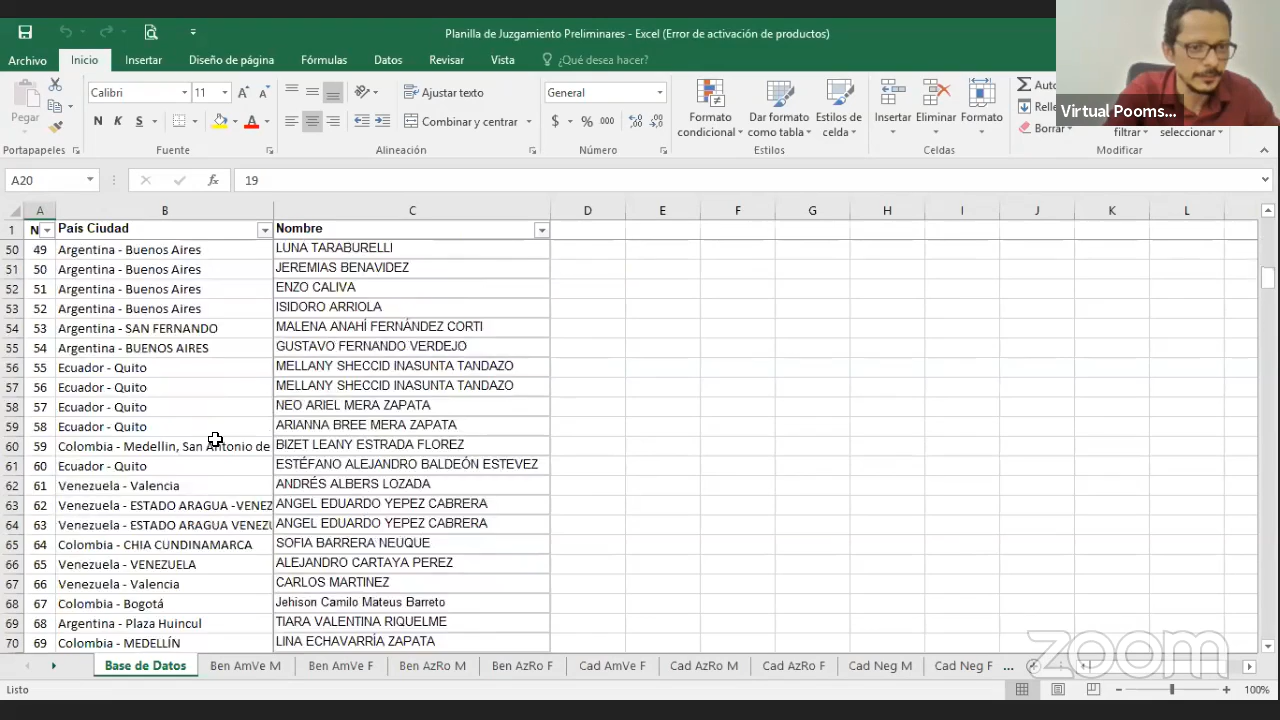 Planilla de Juzgamiento Preliminares - Excel (Error de activación de productos)
Archivo Inicio Insertar Diseño de página Fórmulas Datos Revisar Vista ¿Qué desea hacer?
Pegar
Portapapeles
Calibri 11
N K S
Fuente
Ajustar texto
Combinar y centrar
Alineación
General
$ % 000
Número
Formato condicional
Dar formato como tabla
Estilos de celda
Estilos
Insertar Eliminar Formato
Celdas
Borrar
filtrar seleccionar
Modificar
Virtual Pooms...
A20 fx 19
A B C D E F G H I J K L
1 N País Ciudad Nombre
50 49 Argentina - Buenos Aires LUNA TARABURELLI
51 50 Argentina - Buenos Aires JEREMIAS BENAVIDEZ
52 51 Argentina - Buenos Aires ENZO CALIVA
53 52 Argentina - Buenos Aires ISIDORO ARRIOLA
54 53 Argentina - SAN FERNANDO MALENA ANAHÍ FERNÁNDEZ CORTI
55 54 Argentina - BUENOS AIRES GUSTAVO FERNANDO VERDEJO
56 55 Ecuador - Quito MELLANY SHECCID INASUNTA TANDAZO
57 56 Ecuador - Quito MELLANY SHECCID INASUNTA TANDAZO
58 57 Ecuador - Quito NEO ARIEL MERA ZAPATA
59 58 Ecuador - Quito ARIANNA BREE MERA ZAPATA
60 59 Colombia - Medellin, San Antonio de BIZET LEANY ESTRADA FLOREZ
61 60 Ecuador - Quito ESTÉFANO ALEJANDRO BALDEÓN ESTEVEZ
62 61 Venezuela - Valencia ANDRÉS ALBERS LOZADA
63 62 Venezuela - ESTADO ARAGUA -VENEZ ANGEL EDUARDO YEPEZ CABRERA
64 63 Venezuela - ESTADO ARAGUA VENEZU ANGEL EDUARDO YEPEZ CABRERA
65 64 Colombia - CHIA CUNDINAMARCA SOFIA BARRERA NEUQUE
66 65 Venezuela - VENEZUELA ALEJANDRO CARTAYA PEREZ
67 66 Venezuela - Valencia CARLOS MARTINEZ
68 67 Colombia - Bogotá Jehison Camilo Mateus Barreto
69 68 Argentina - Plaza Huincul TIARA VALENTINA RIQUELME
70 69 Colombia - MEDELLÍN LINA ECHAVARRÍA ZAPATA
Base de Datos Ben AmVe M Ben AmVe F Ben AzRo M Ben AzRo F Cad AmVe F Cad AzRo M Cad AzRo F Cad Neg M Cad Neg F ...
zoom
Listo 100%